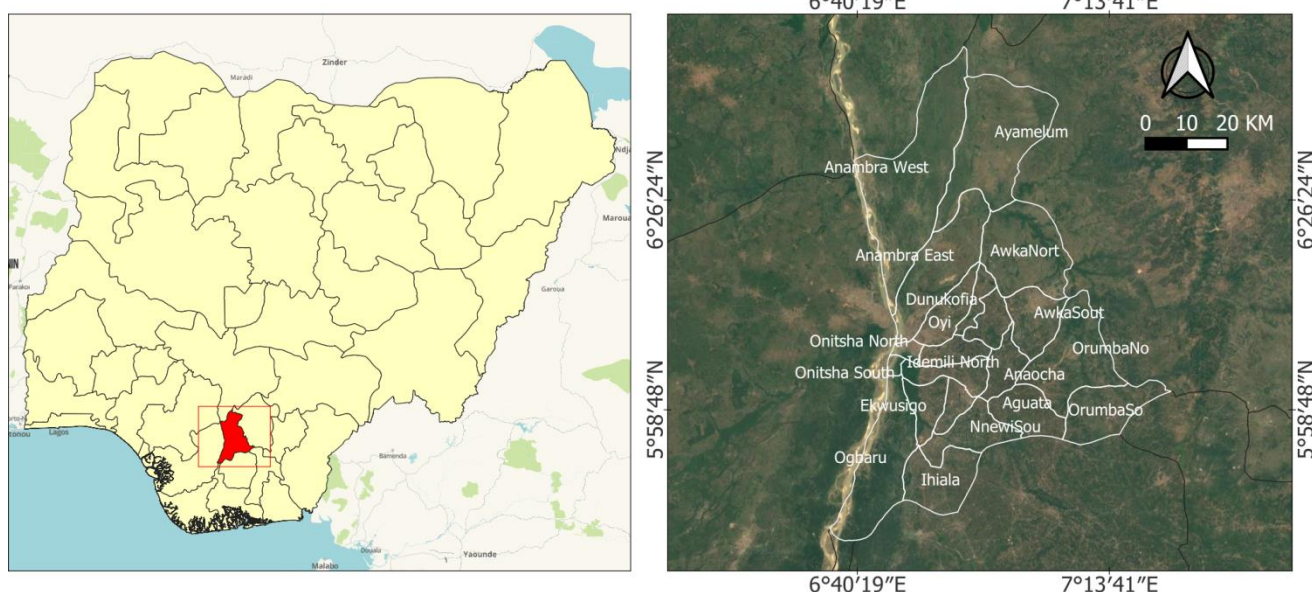 Zinder
Maradi
Ndja
Maroua
Garoua
Parakou
Lagos
Bamenda
Douala
Yaounde
Malabo
6°40'19"E 7°13'41"E
0 10 20 KM
6°26'24"N
6°26'24"N
5°58'48"N
5°58'48"N
Ayamelum
Anambra West
Anambra East
AwkaNort
Dunukofia
Oyi
AwkaSout
Onitsha North
Idemili North
OrumbaNo
Onitsha South
Anaocha
Ekwusigo
Aguata
OrumbaSo
NnewiSou
Ogbaru
Ihiala
6°40'19"E 7°13'41"E